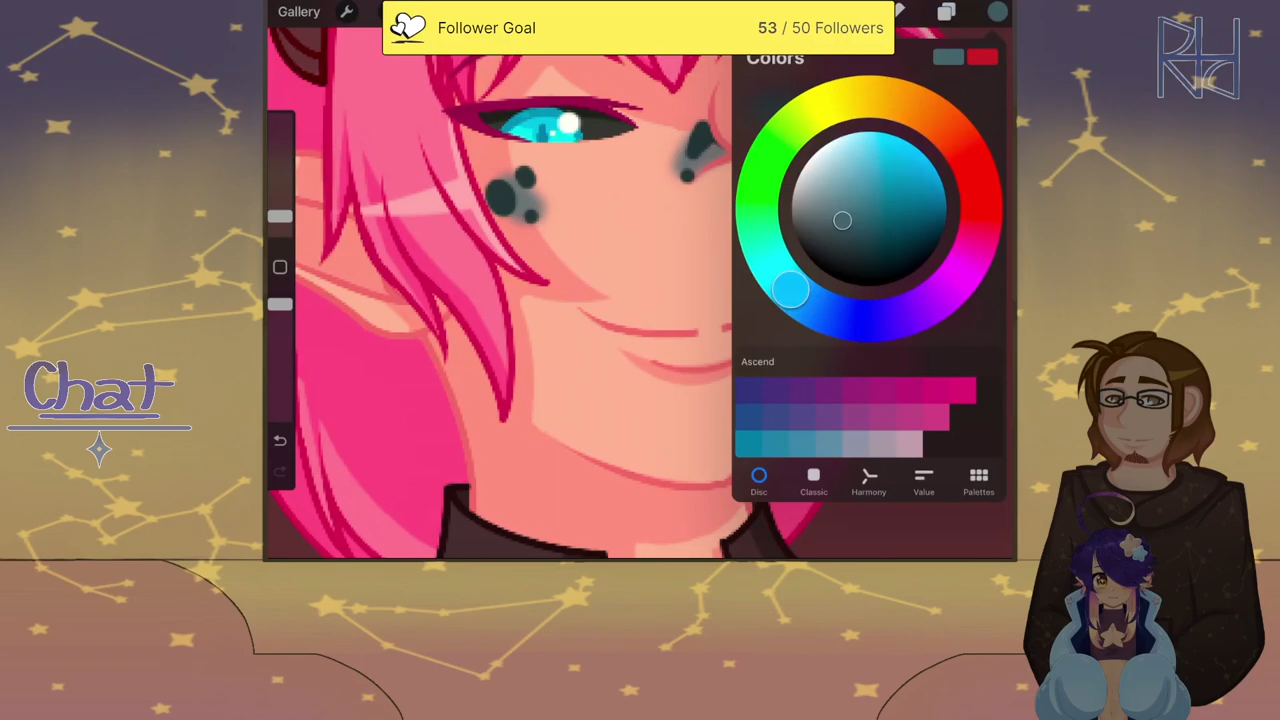 Gallery
Follower Goal
53 / 50 Followers
Colors
Chat
Ascend
Disc
Classic
Harmony
Value
Palettes